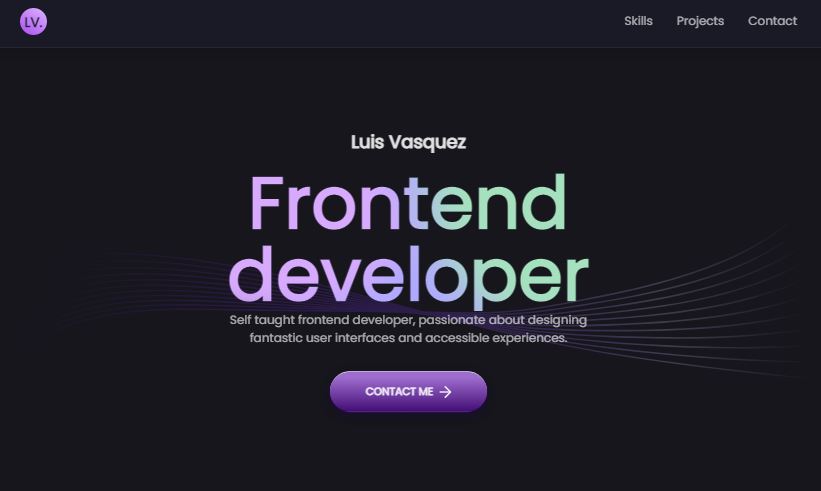 LV.
Skills Projects Contact
Luis Vasquez
Frontend
developer
Self taught frontend developer, passionate about designing
fantastic user interfaces and accessible experiences.
CONTACT ME →